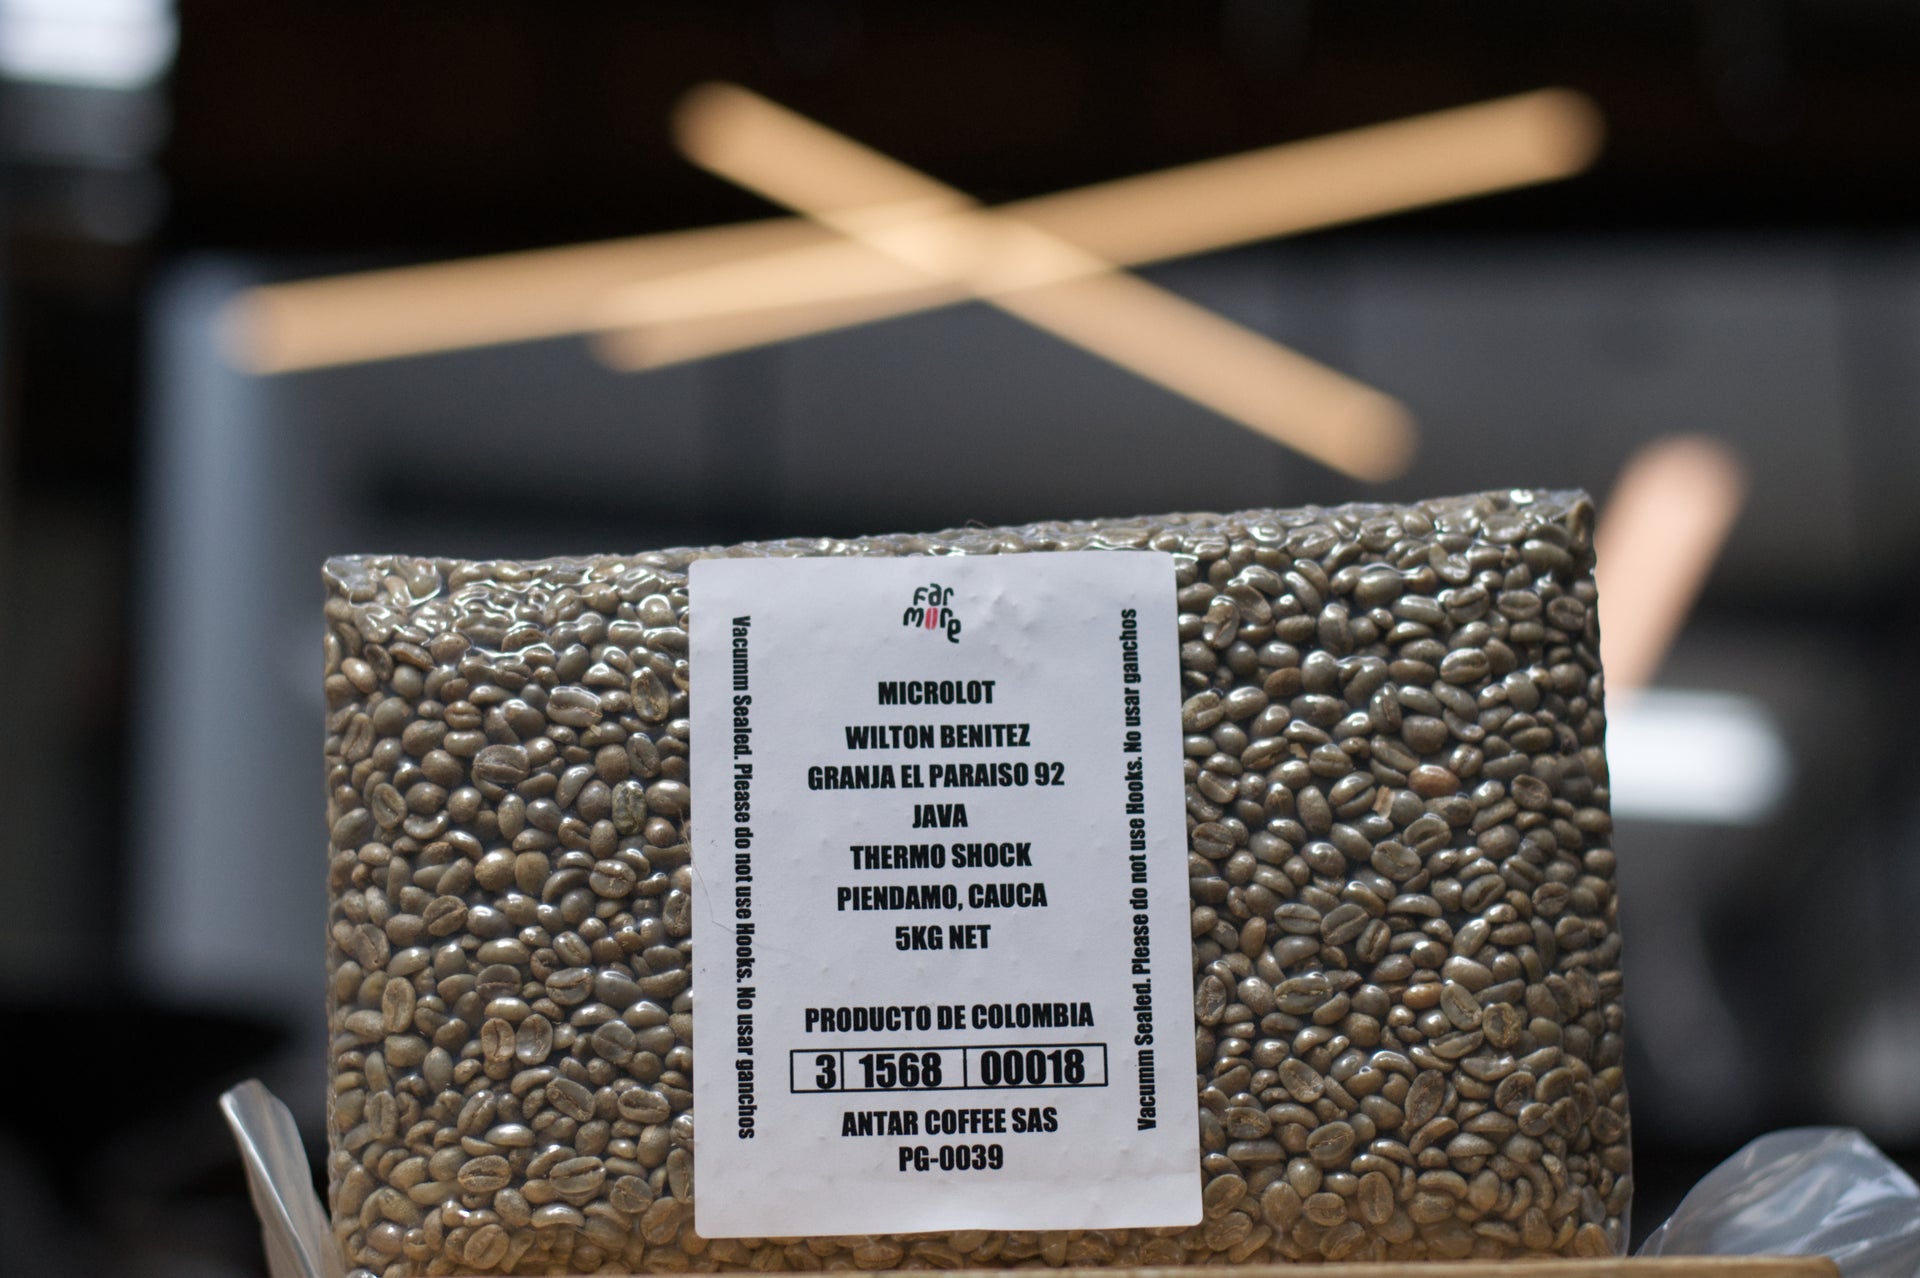 Far
more
MICROLOT
WILTON BENITEZ
GRANJA EL PARAISO 92
JAVA
THERMO SHOCK
PIENDAMO, CAUCA
5KG NET
PRODUCTO DE COLOMBIA
3 1568 00018
ANTAR COFFEE SAS
PG-0039
Vacumm Sealed. Please do not use Hooks. No usar ganchos
Vacumm Sealed. Please do not use Hooks. No usar ganchos